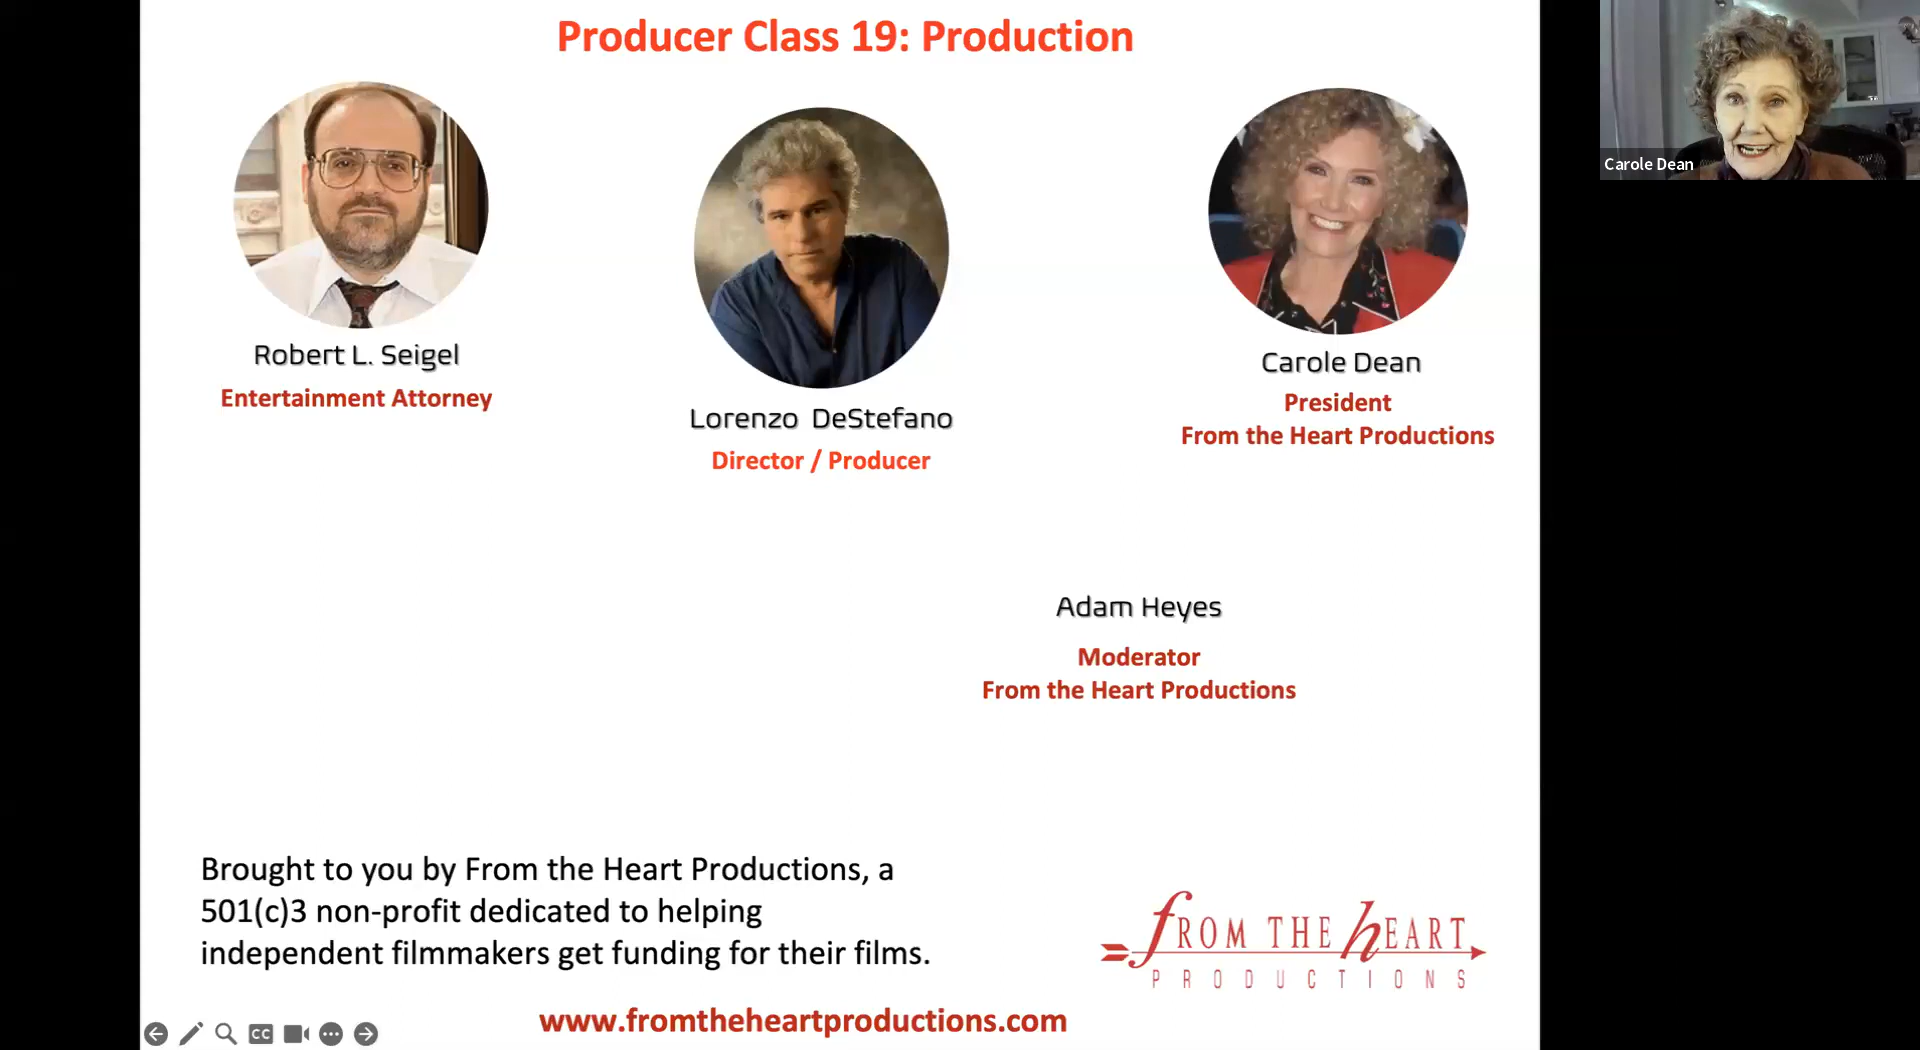 Producer Class 19: Production
Carole Dean
Robert L. Seigel
Entertainment Attorney
Lorenzo DeStefano
Director / Producer
Carole Dean
President
From the Heart Productions
Adam Heyes
Moderator
From the Heart Productions
Brought to you by From the Heart Productions, a
501(c)3 non-profit dedicated to helping
independent filmmakers get funding for their films.
FROM THE HEART
PRODUCTIONS
www.fromtheheartproductions.com
CC